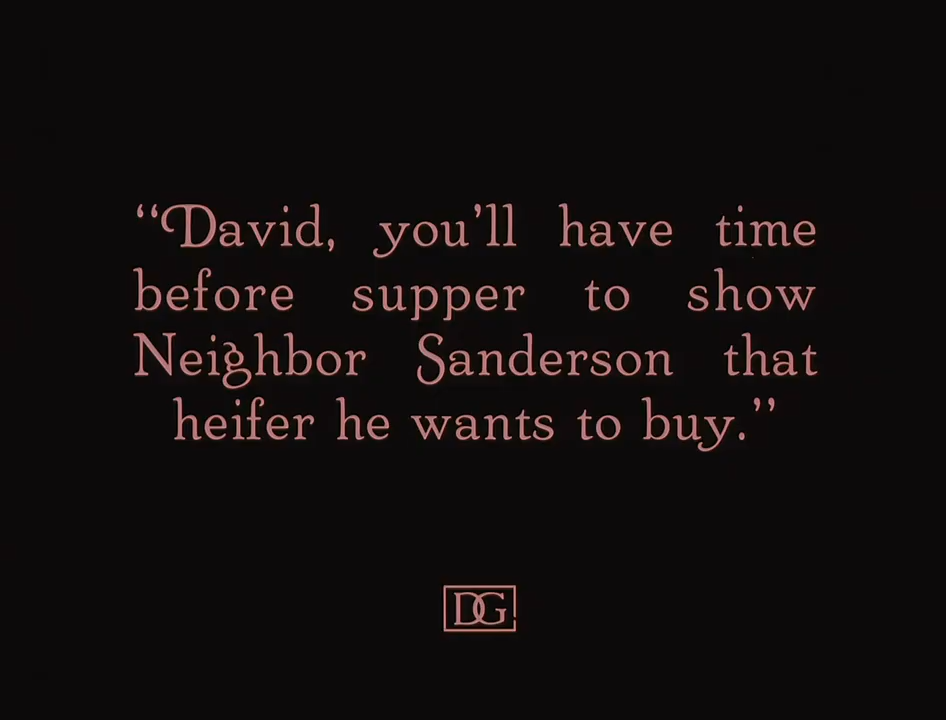 “David, you’ll have time
before supper to show
Neighbor Sanderson that
heifer he wants to buy.”
DG